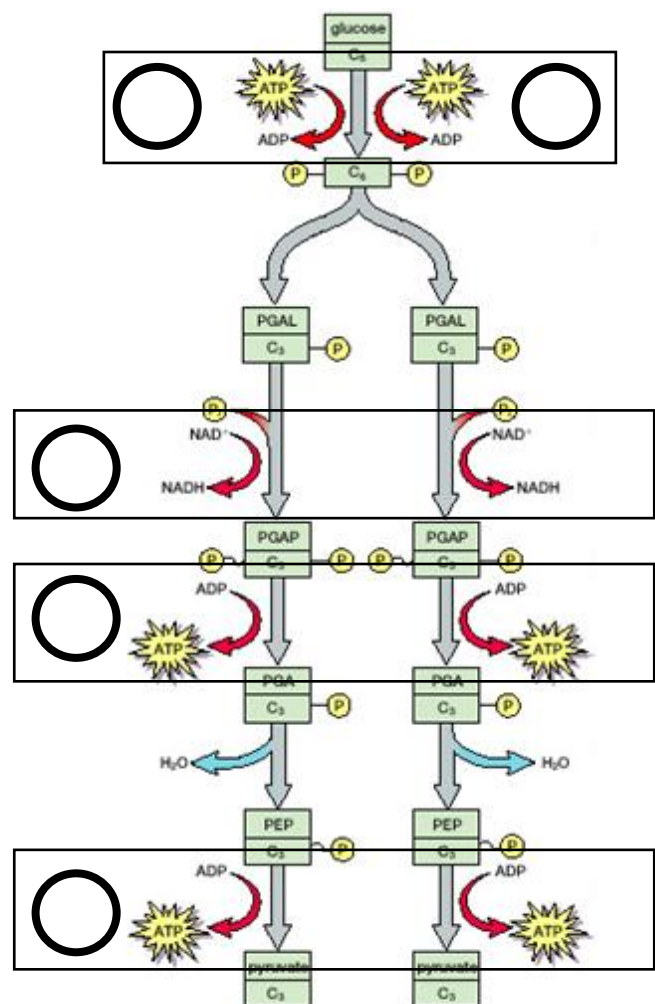 glucose
C₆
ATP ATP
ADP ADP
P C₆ P
PGAL PGAL
C₃ P C₃ P
Pᵢ Pᵢ
NAD⁺ NAD⁺
NADH NADH
PGAP PGAP
P C₃ P P C₃ P
ADP ADP
ATP ATP
PGA PGA
C₃ P C₃ P
H₂O H₂O
PEP PEP
C₃ P C₃ P
ADP ADP
ATP ATP
pyruvate pyruvate
C₃ C₃